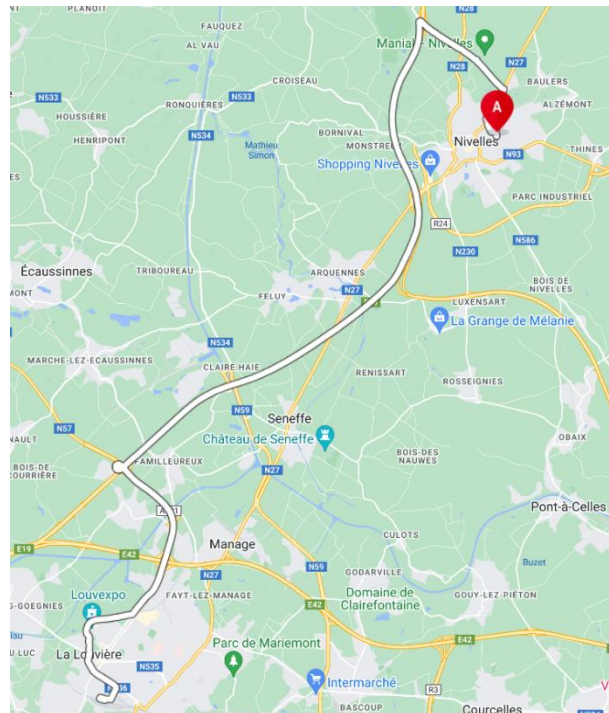 PLANOIT
FAUQUEZ
AL VAU
N28
N27
Maniak - Nivelles
N28
N27
BAULERS
ALZÉMONT
A
CROISEAU
N533
RONQUIÈRES
N533
HOUSSIÈRE
N534
HENRIPONT
Mathieu
Simon
BORNIVAL
MONTREUX
Nivelles
N93
THINES
Shopping Nivelles
PARC INDUSTRIEL
R24
N586
N230
Écaussinnes
TRIBOUREAU
ARQUENNES
N27
FELUY
BOIS DE
NIVELLES
LUXENSART
La Grange de Mélanie
N534
MARCHE-LEZ-ECAUSSINNES
CLAIRE HAIE
RENISSART
ROSSEIGNIES
N59
Seneffe
Château de Seneffe
N57
OBAIX
BOIS-DE
FAMILLEUREUX
N27
BOIS-DES
NAUWES
Pont-à-Celles
CULOTS
E19
E42
Manage
N59
Buzet
GODARVILLE
Louvexpo
N27
FAYT-LEZ-MANAGE
Domaine de
Clairefontaine
GOUY-LEZ-PIÉTON
E42
E42
La Louvière
N535
Parc de Mariemont
Intermarché
R3
BASCOUP
Courcelles